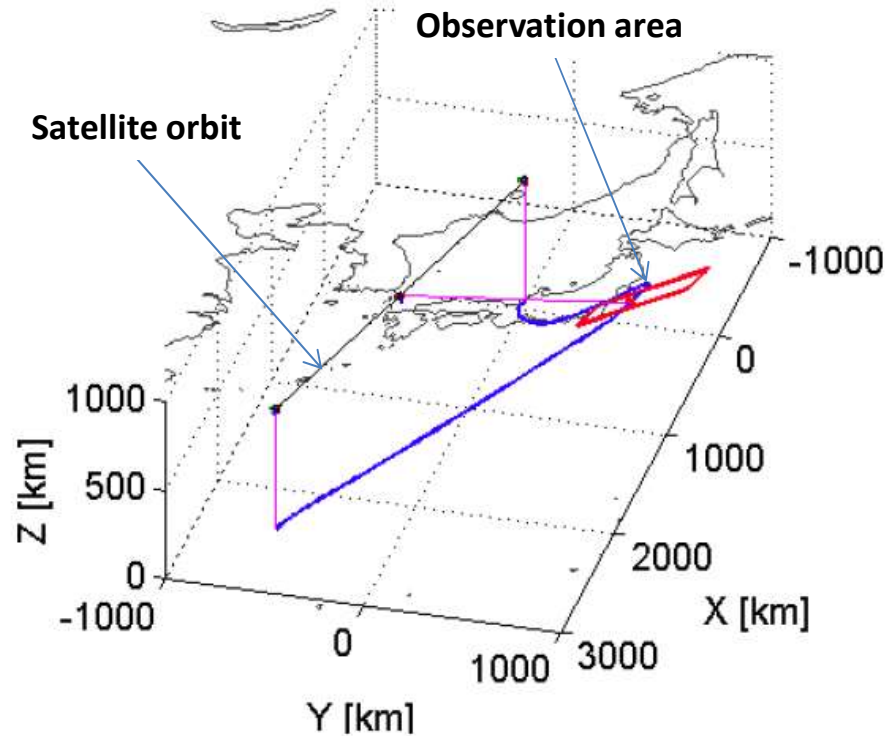 Observation area
Satellite orbit
-1000
0
1000
2000
3000
X [km]
1000
500
0
Z [km]
-1000
0
1000
Y [km]